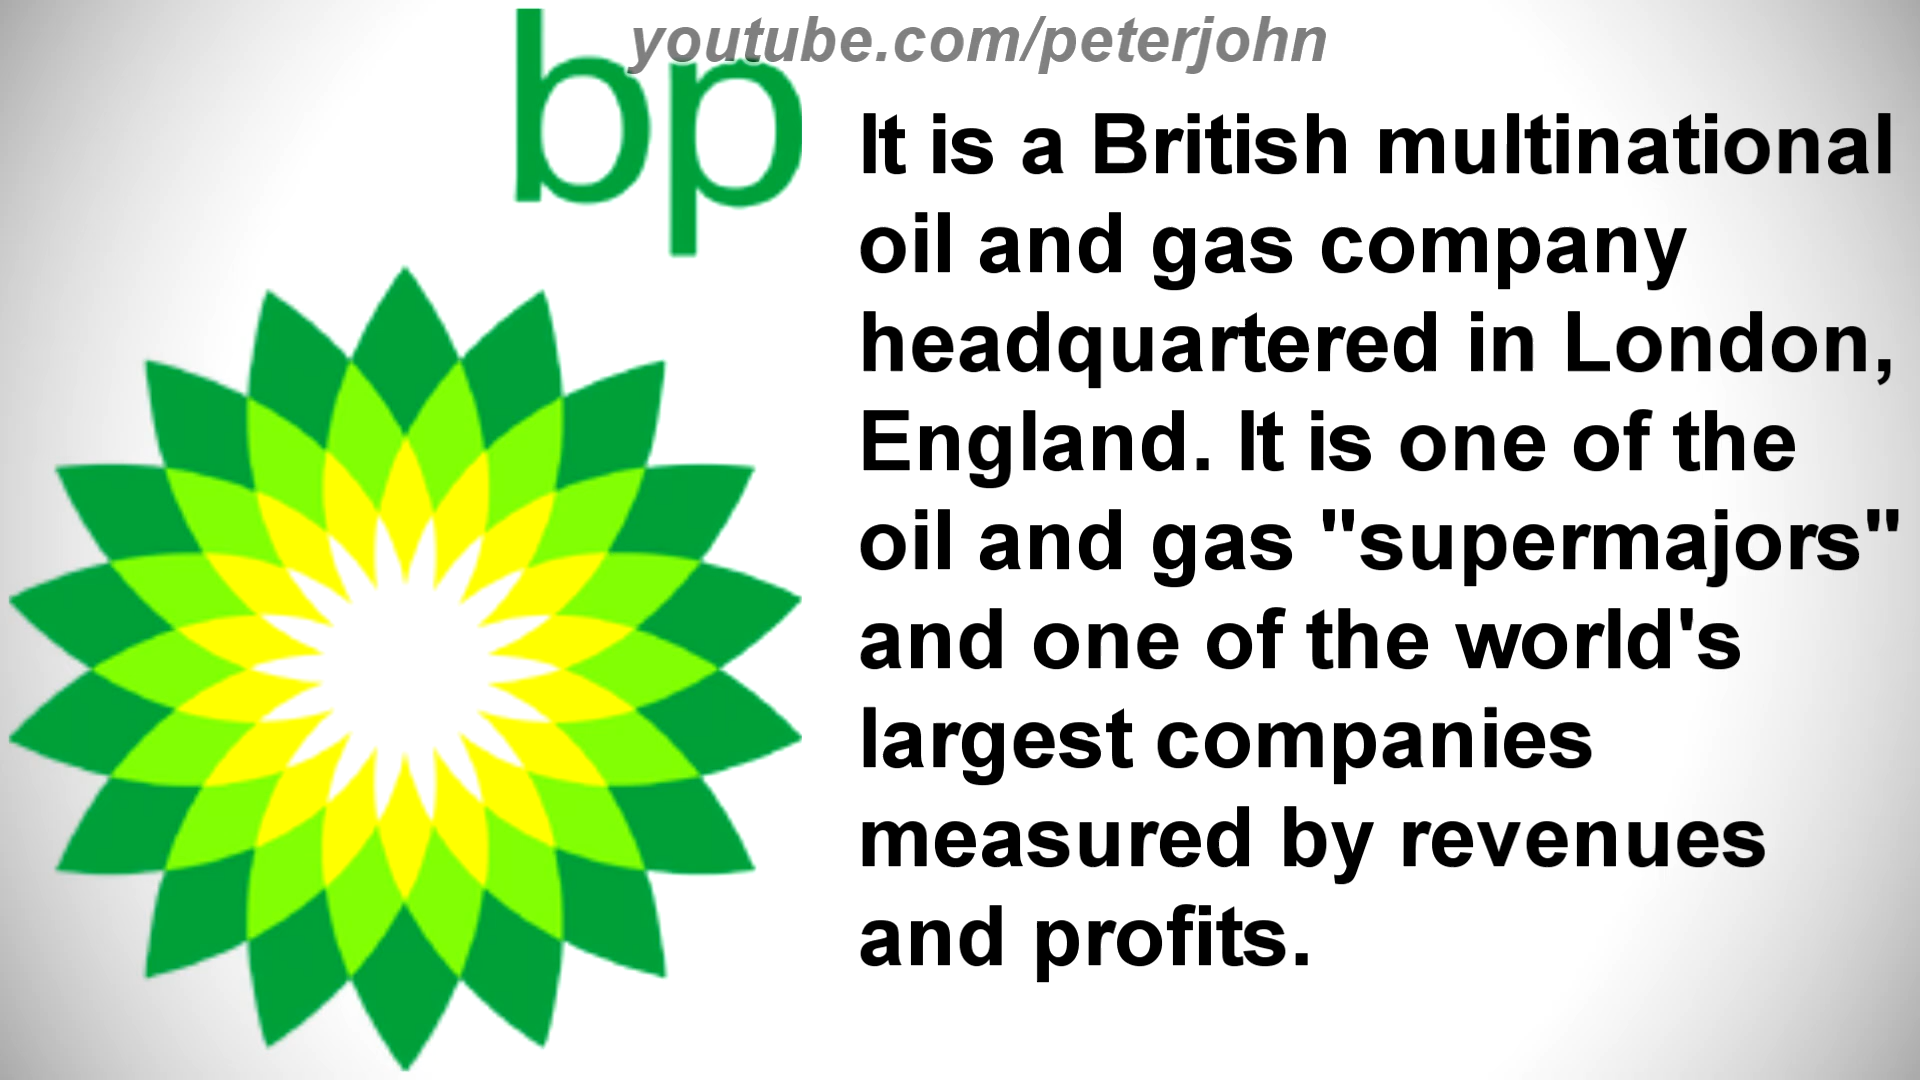 youtube.com/peterjohn
bp
It is a British multinational
oil and gas company
headquartered in London,
England. It is one of the
oil and gas "supermajors"
and one of the world's
largest companies
measured by revenues
and profits.